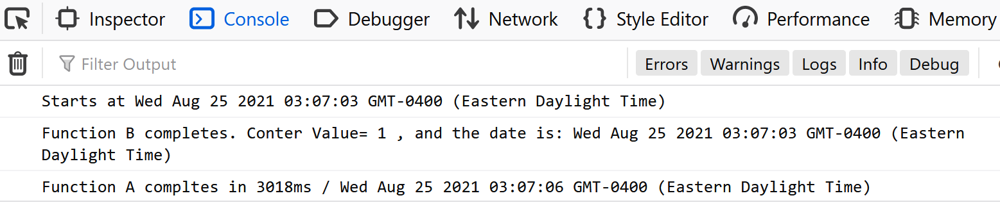 Inspector Console Debugger Network Style Editor Performance Memory
Filter Output Errors Warnings Logs Info Debug
Starts at Wed Aug 25 2021 03:07:03 GMT-0400 (Eastern Daylight Time)
Function B completes. Conter Value= 1 , and the date is: Wed Aug 25 2021 03:07:03 GMT-0400 (Eastern
Daylight Time)
Function A compltes in 3018ms / Wed Aug 25 2021 03:07:06 GMT-0400 (Eastern Daylight Time)